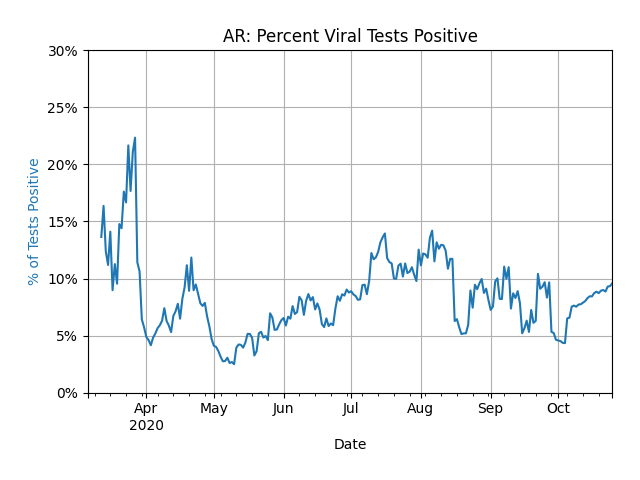 AR: Percent Viral Tests Positive
30%
25%
20%
15%
10%
5%
0%
% of Tests Positive
Apr May Jun Jul Aug Sep Oct
2020
Date